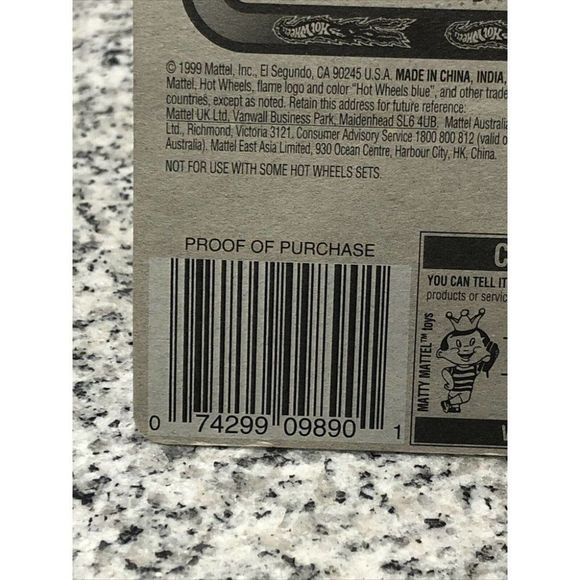 Hot Wheels Hot Wheels
© 1999 Mattel, Inc., El Segundo, CA 90245 U.S.A. MADE IN CHINA, INDIA,
Mattel, Hot Wheels, flame logo and color "Hot Wheels blue", and other trade
countries, except as noted. Retain this address for future reference:
Mattel UK Ltd, Vanwall Business Park, Maidenhead SL6 4UB. Mattel Australia
Ltd., Richmond, Victoria 3121. Consumer Advisory Service 1800 800 812 (valid o
Australia). Mattel East Asia Limited, 930 Ocean Centre, Harbour City, HK, China.
NOT FOR USE WITH SOME HOT WHEELS SETS.
PROOF OF PURCHASE
0 74299 09890 1
C
YOU CAN TELL IT
products or servic
MATTY MATTEL™ toys